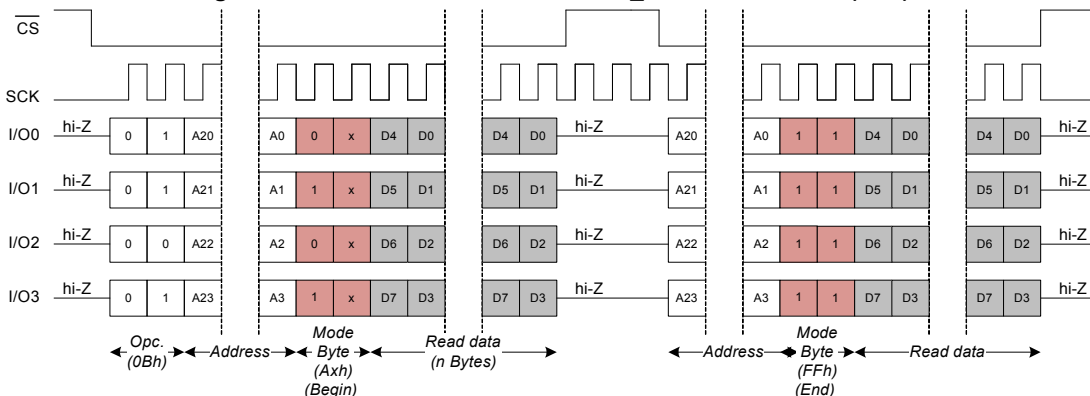 CS
SCK
I/O0 hi-Z 0 1 A20 A0 0 x D4 D0 D4 D0 hi-Z A20 A0 1 1 D4 D0 D4 D0 hi-Z
I/O1 hi-Z 0 1 A21 A1 1 x D5 D1 D5 D1 hi-Z A21 A1 1 1 D5 D1 D5 D1 hi-Z
I/O2 hi-Z 0 0 A22 A2 0 x D6 D2 D6 D2 hi-Z A22 A2 1 1 D6 D2 D6 D2 hi-Z
I/O3 hi-Z 0 1 A23 A3 1 x D7 D3 D7 D3 hi-Z A23 A3 1 1 D7 D3 D7 D3 hi-Z
Opc. Address Mode Read data Address Mode Read data
(0Bh) Byte (n Bytes) Byte
(Axh) (FFh)
(Begin) (End)